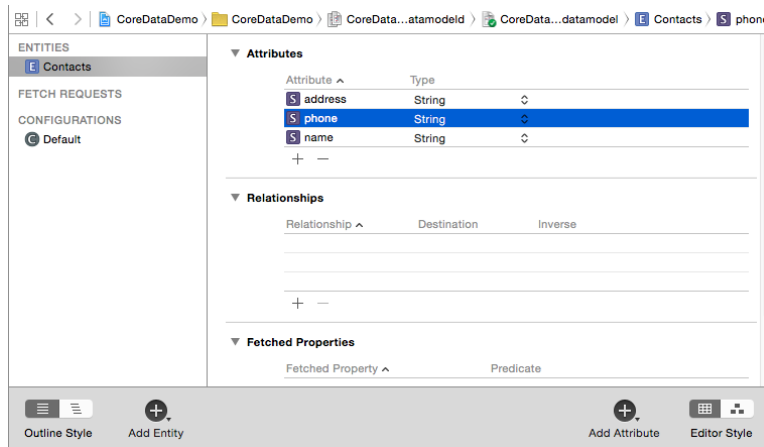 CoreDataDemo CoreDataDemo CoreData...atamodeld CoreData...datamodel E Contacts S phon
ENTITIES
E Contacts
FETCH REQUESTS
CONFIGURATIONS
C Default
Attributes
Attribute Type
S address String
S phone String
S name String
Relationships
Relationship Destination Inverse
Fetched Properties
Fetched Property Predicate
Outline Style Add Entity Add Attribute Editor Style